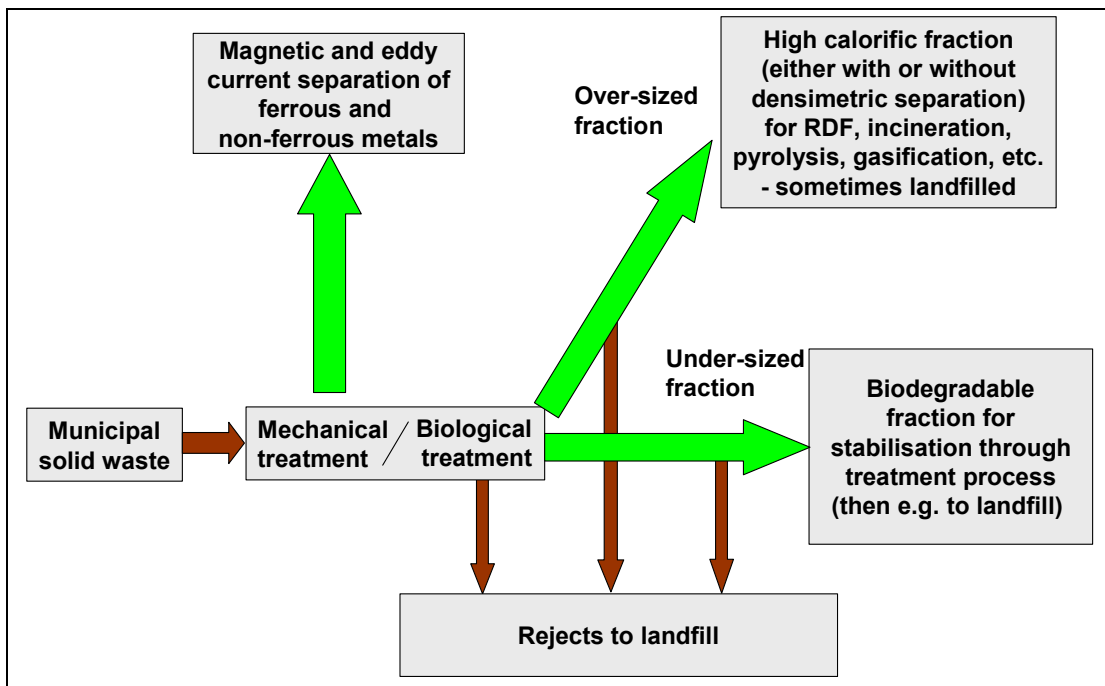 Magnetic and eddy
current separation of
ferrous and
non-ferrous metals
Over-sized
fraction
High calorific fraction
(either with or without
densimetric separation)
for RDF, incineration,
pyrolysis, gasification, etc.
- sometimes landfilled
Under-sized
fraction
Municipal
solid waste
Mechanical
treatment
/
Biological
treatment
Biodegradable
fraction for
stabilisation through
treatment process
(then e.g. to landfill)
Rejects to landfill